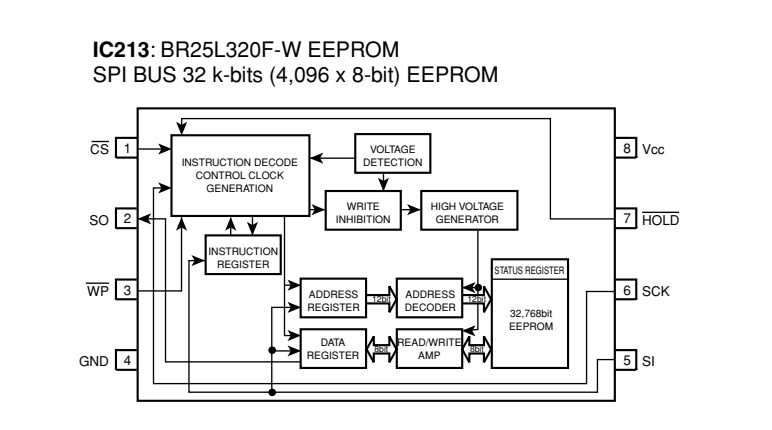 IC213: BR25L320F-W EEPROM
SPI BUS 32 k-bits (4,096 x 8-bit) EEPROM
CS 1
8 Vcc
INSTRUCTION DECODE
CONTROL CLOCK
GENERATION
VOLTAGE
DETECTION
SO 2
WRITE
INHIBITION
HIGH VOLTAGE
GENERATOR
7 HOLD
INSTRUCTION
REGISTER
STATUS REGISTER
WP 3
ADDRESS
REGISTER
12bit
ADDRESS
DECODER
12bit
32,768bit
EEPROM
6 SCK
GND 4
DATA
REGISTER
8bit
READ/WRITE
AMP
8bit
5 SI